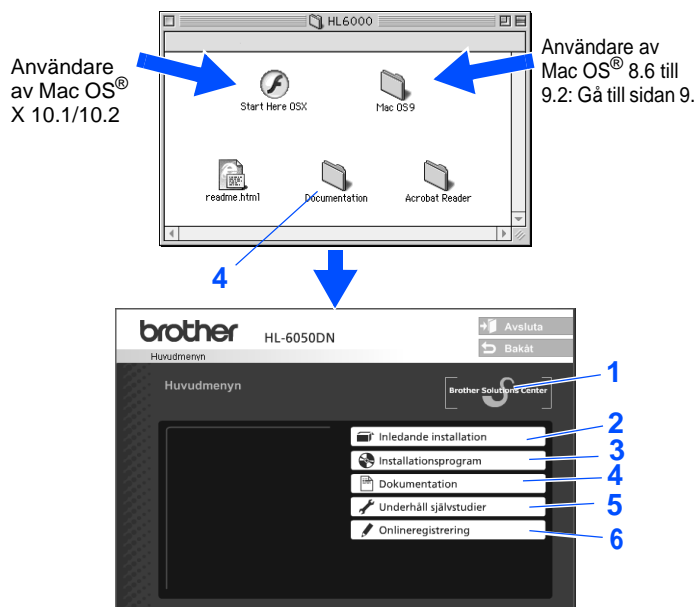 HL6000
Användare
av Mac OS®
X 10.1/10.2
Användare av
Mac OS® 8.6 till
9.2: Gå till sidan 9.
Start Here OSX
Mac OS9
readme.html
Documentation
Acrobat Reader
4
brother
HL-6050DN
Avsluta
Bakåt
Huvudmenyn
Huvudmenyn
Brother Solutions Center
1
Inledande installation
2
Installationsprogram
3
Dokumentation
4
Underhåll självstudier
5
Onlineregistrering
6